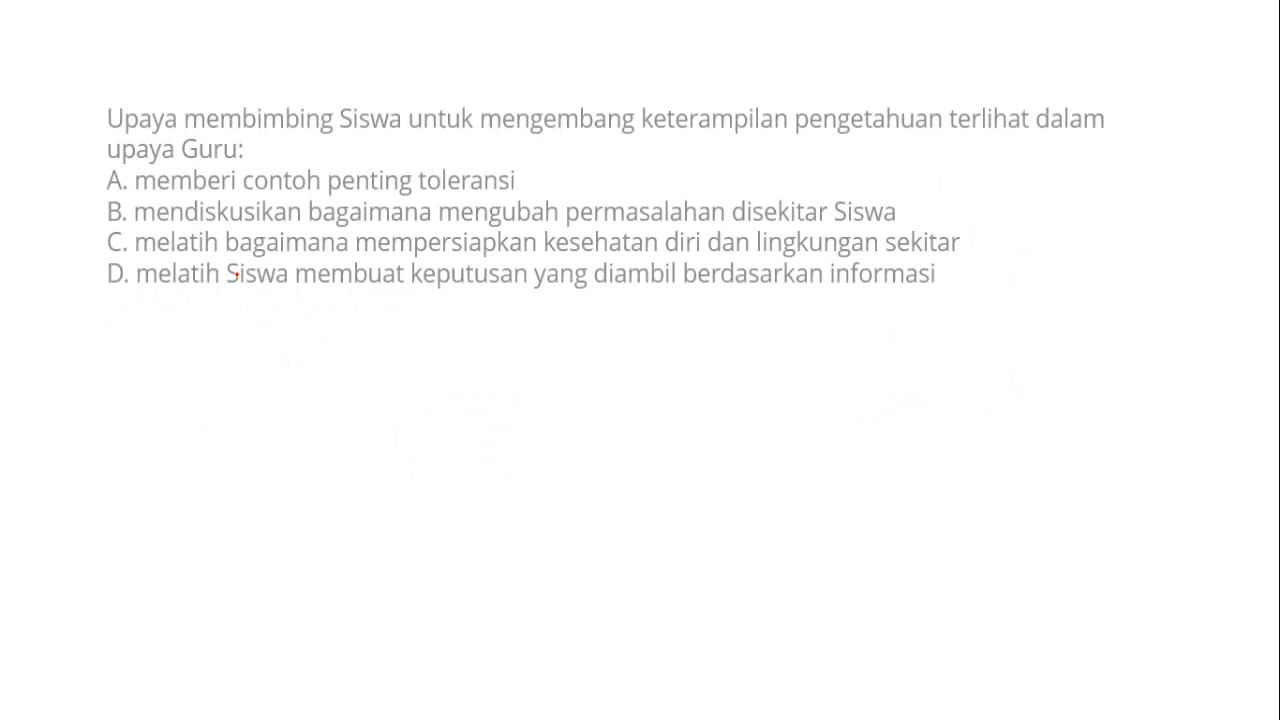 Upaya membimbing Siswa untuk mengembang keterampilan pengetahuan terlihat dalam
upaya Guru:
A. memberi contoh penting toleransi
B. mendiskusikan bagaimana mengubah permasalahan disekitar Siswa
C. melatih bagaimana mempersiapkan kesehatan diri dan lingkungan sekitar
D. melatih Siswa membuat keputusan yang diambil berdasarkan informasi